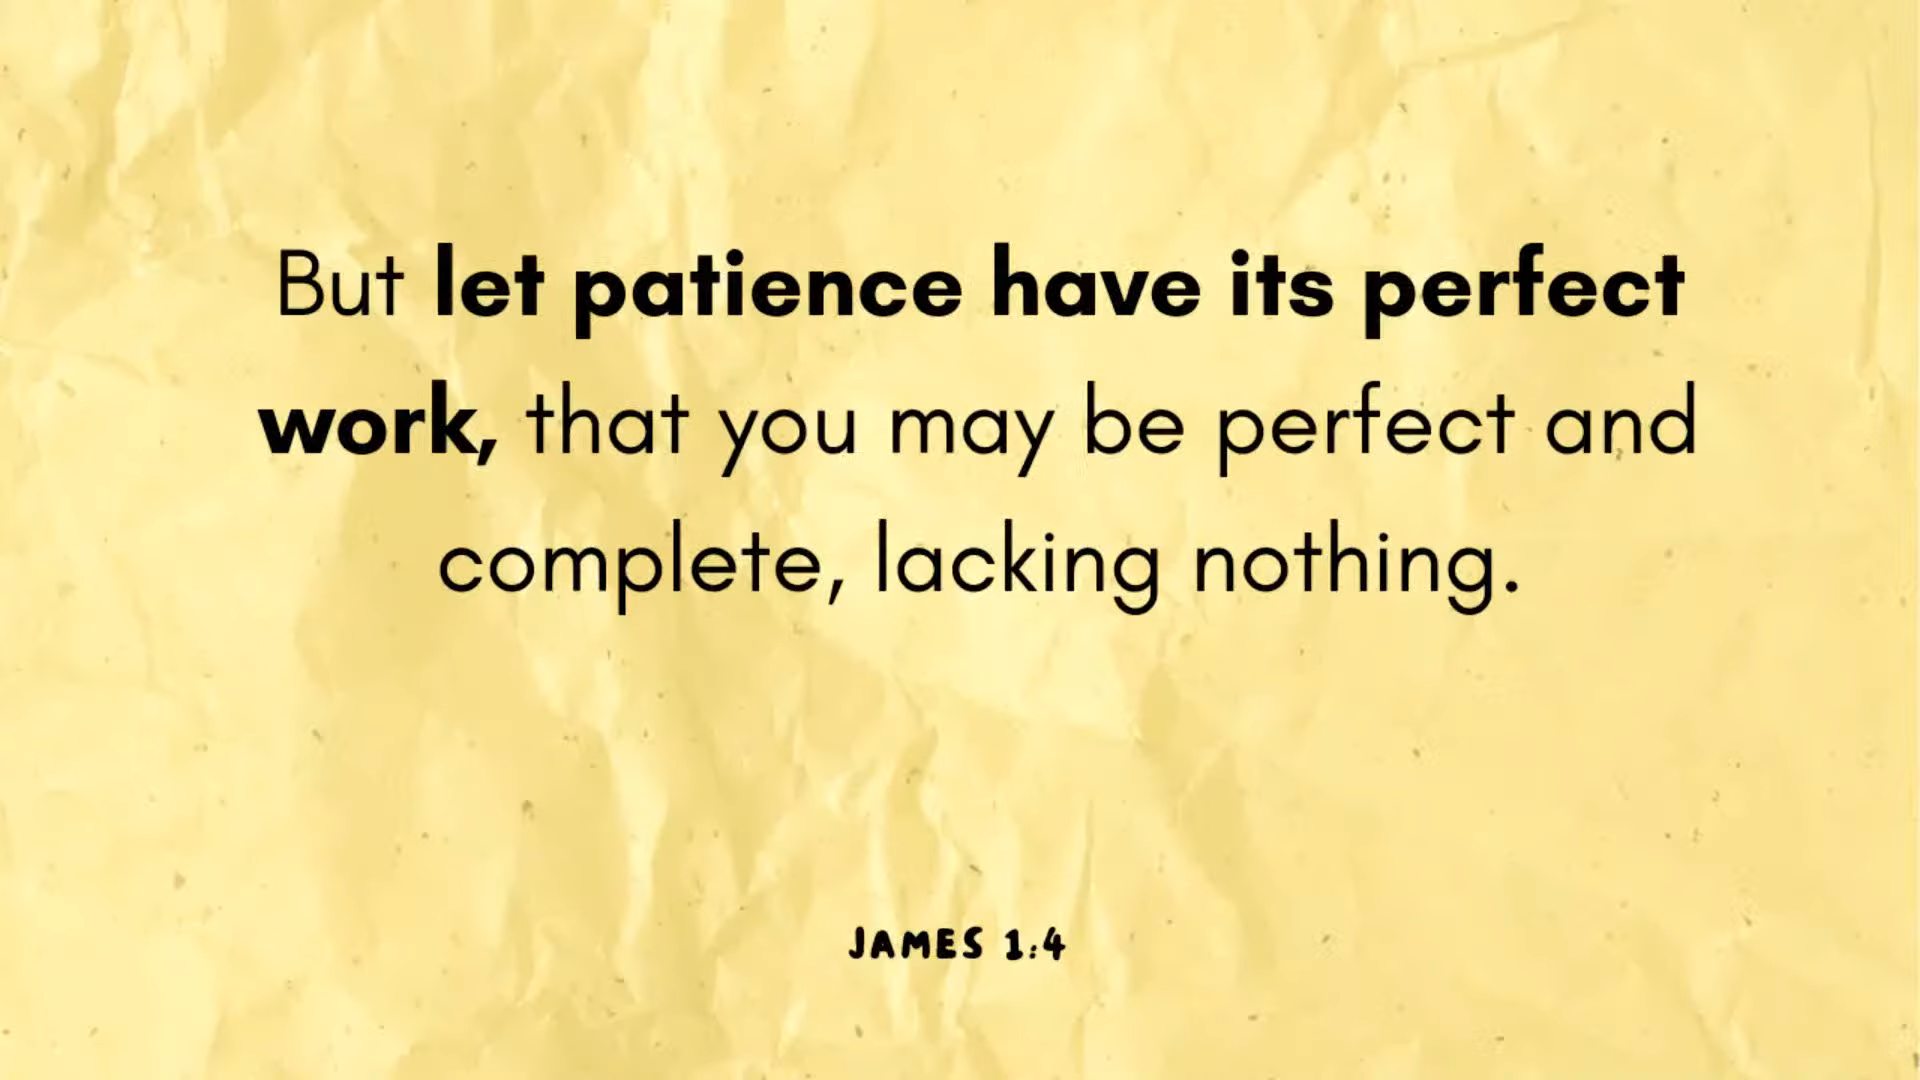 But let patience have its perfect
work, that you may be perfect and
complete, lacking nothing.
JAMES 1:4